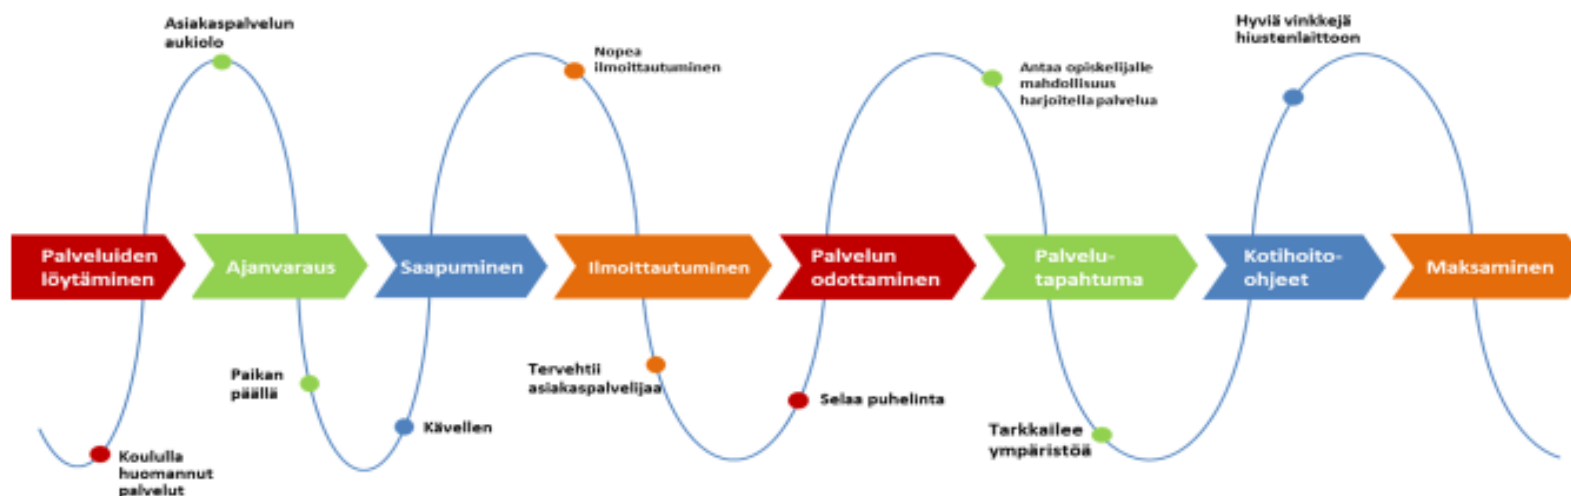 Asiakaspalvelun
aukiolo
Nopea
ilmoittautuminen
Antaa opiskelijalle
mahdollisuus
harjoitella palvelua
Hyviä vinkkejä
hiustenlaittoon
Palveluiden
löytäminen
Ajanvaraus
Saapuminen
Ilmoittautuminen
Palvelun
odottaminen
Palvelu-
tapahtuma
Kotihoito-
ohjeet
Maksaminen
Koululla
huomannut
palvelut
Paikan
päällä
Kävellen
Tervehtii
asiakaspalvelijaa
Selaa puhelinta
Tarkkailee
ympäristöä